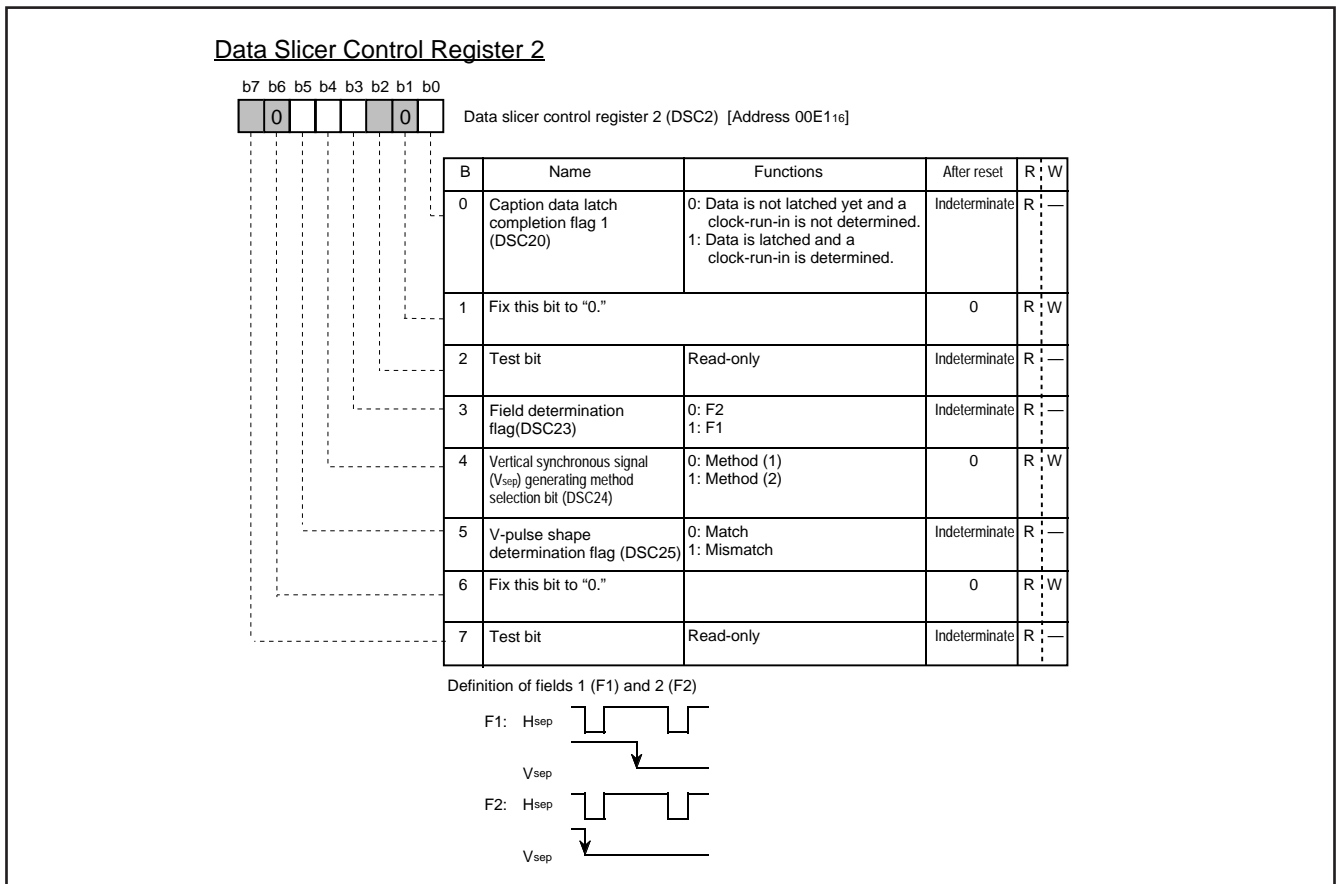 Data Slicer Control Register 2
b7 b6 b5 b4 b3 b2 b1 b0
0 0
Data slicer control register 2 (DSC2) [Address 00E116]
B Name Functions After reset R W
0 Caption data latch completion flag 1 (DSC20) 0: Data is not latched yet and a clock-run-in is not determined. 1: Data is latched and a clock-run-in is determined. Indeterminate R —
1 Fix this bit to “0.” 0 R W
2 Test bit Read-only Indeterminate R —
3 Field determination flag(DSC23) 0: F2 1: F1 Indeterminate R —
4 Vertical synchronous signal (Vsep) generating method selection bit (DSC24) 0: Method (1) 1: Method (2) 0 R W
5 V-pulse shape determination flag (DSC25) 0: Match 1: Mismatch Indeterminate R —
6 Fix this bit to “0.” 0 R W
7 Test bit Read-only Indeterminate R —
Definition of fields 1 (F1) and 2 (F2)
F1: Hsep
Vsep
F2: Hsep
Vsep